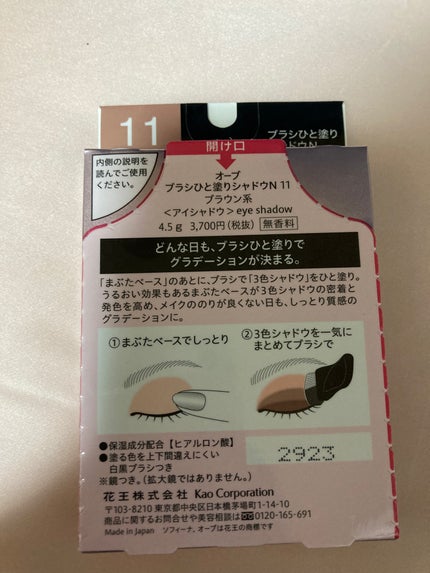 11
ブラシひと塗り
シャドウN
内側の説明を
読んでご使用
ください。
開け口
オーブ
ブラシひと塗りシャドウN 11
ブラウン系
＜アイシャドウ＞eye shadow
4.5g 3,700円(税抜) 無香料
どんな日も、ブラシひと塗りで
グラデーションが決まる。
「まぶたベース」のあとに、ブラシで「3色シャドウ」をひと塗り。
うるおい効果もあるまぶたベースが3色シャドウの密着と
発色を高め、メイクののりが良くない日も、しっとり質感の
グラデーションに。
①まぶたベースでしっとり
②3色シャドウを一気に
まとめてブラシで
●保湿成分配合【ヒアルロン酸】
●塗る色を上下間違えにくい
白黒ブラシつき
※鏡つき。(拡大鏡ではありません。)
2923
花王株式会社 Kao Corporation
〒103-8210 東京都中央区日本橋茅場町1-14-10
商品に関するお問合せや美容相談は 0120-165-691
Made in Japan ソフィーナ、オーブは花王の商標です